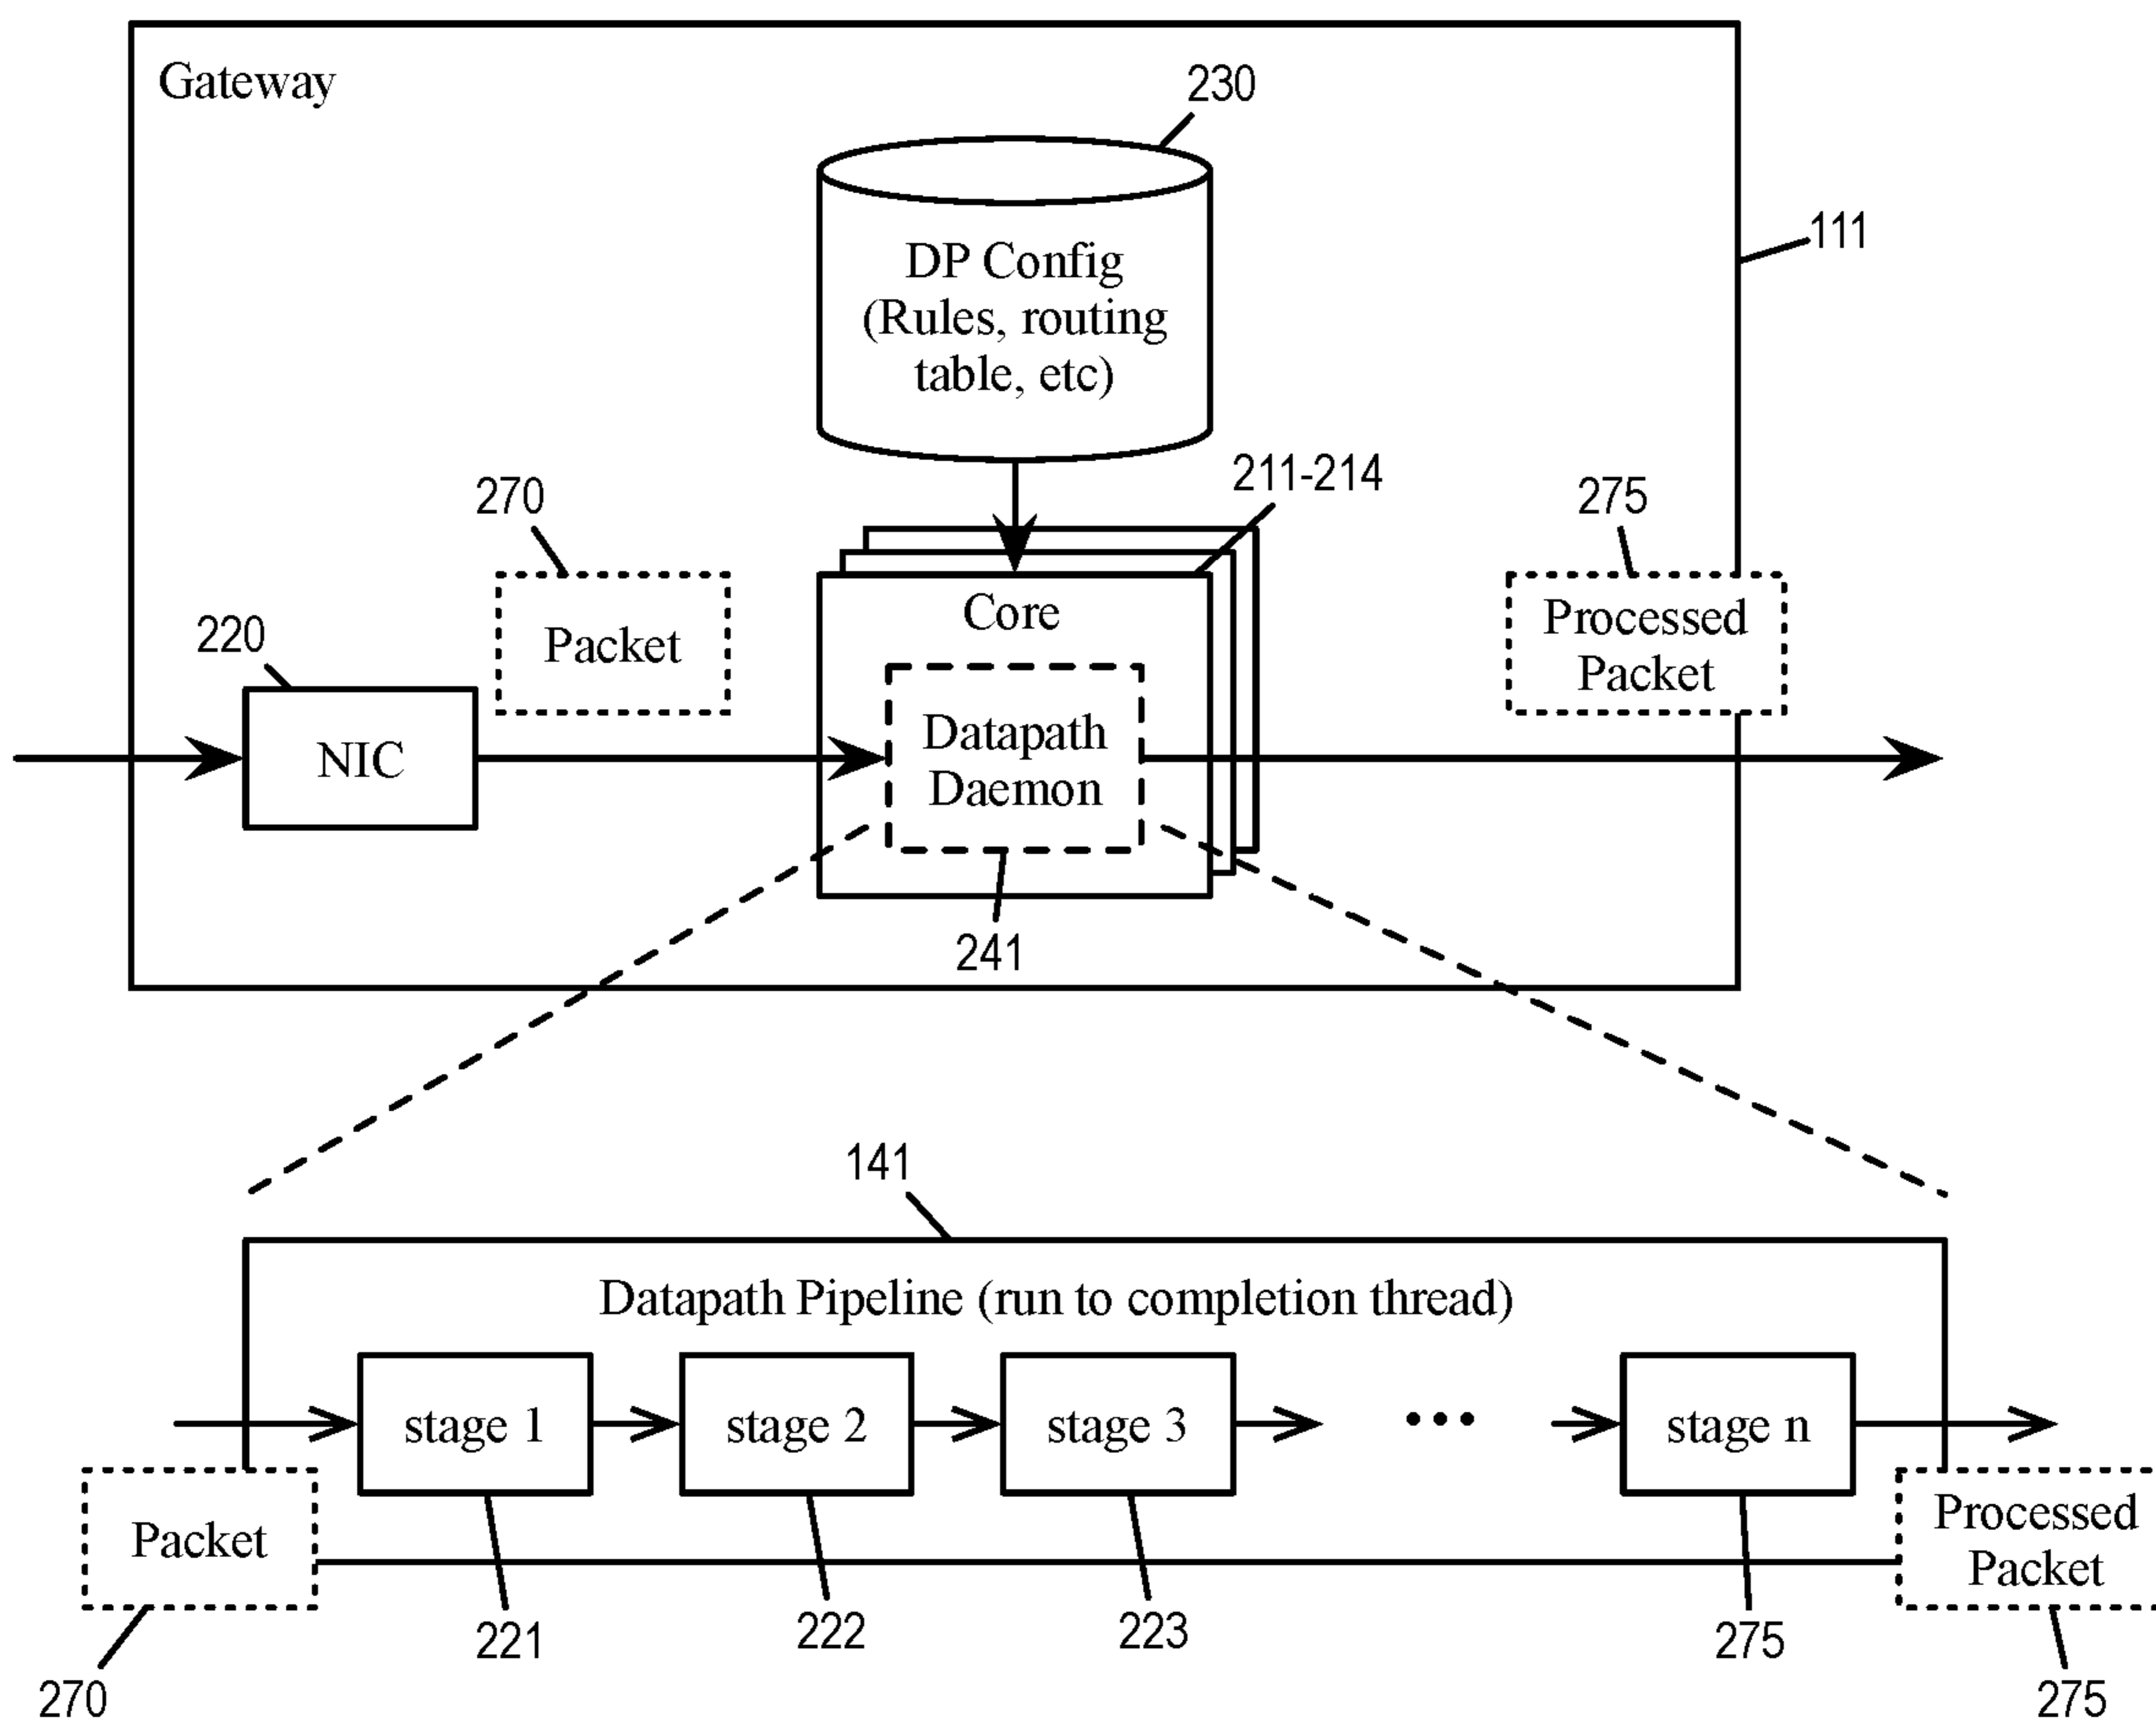 Gateway
230
DP Config
(Rules, routing
table, etc)
111
211-214
270
275
Core
Packet
Processed
Packet
220
NIC
Datapath
Daemon
241
141
Datapath Pipeline (run to completion thread)
stage 1
stage 2
stage 3
•••
stage n
Packet
Processed
Packet
221
222
223
275
270
275